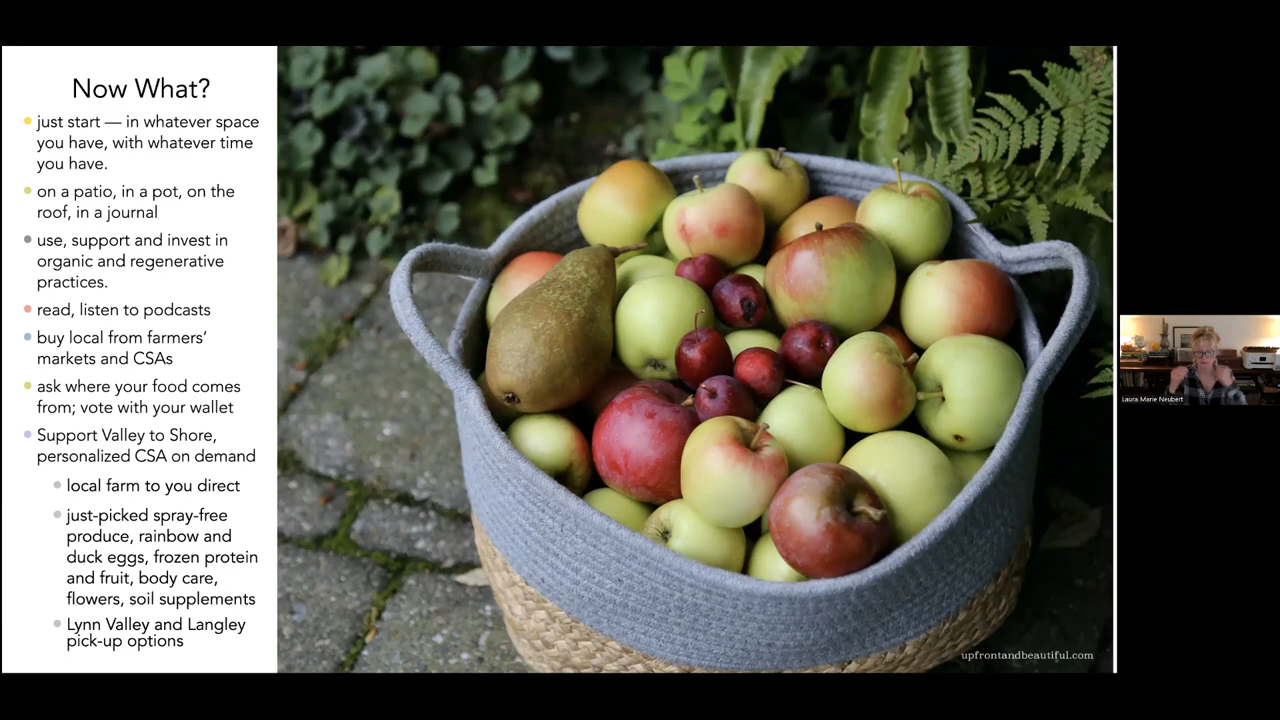 Now What?
just start — in whatever space
you have, with whatever time
you have.
on a patio, in a pot, on the
roof, in a journal
use, support and invest in
organic and regenerative
practices.
read, listen to podcasts
buy local from farmers’
markets and CSAs
ask where your food comes
from; vote with your wallet
Support Valley to Shore,
personalized CSA on demand
local farm to you direct
just-picked spray-free
produce, rainbow and
duck eggs, frozen protein
and fruit, body care,
flowers, soil supplements
Lynn Valley and Langley
pick-up options
upfrontandbeautiful.com
Laura Marie Neubert